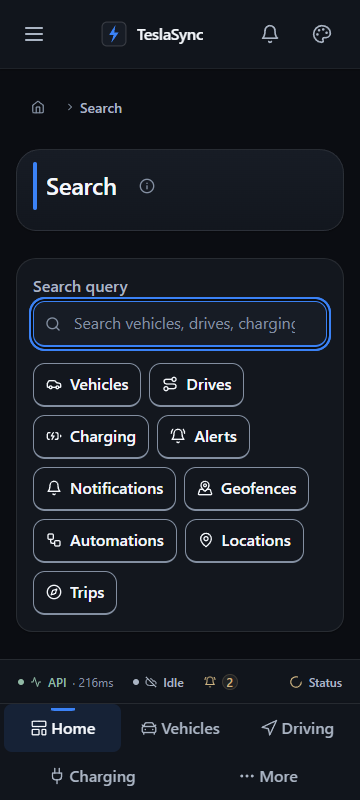 TeslaSync
Search
Search
Search query
Search vehicles, drives, charging
Vehicles
Drives
Charging
Alerts
Notifications
Geofences
Automations
Locations
Trips
API · 216ms
Idle
2
Status
Home
Vehicles
Driving
Charging
More